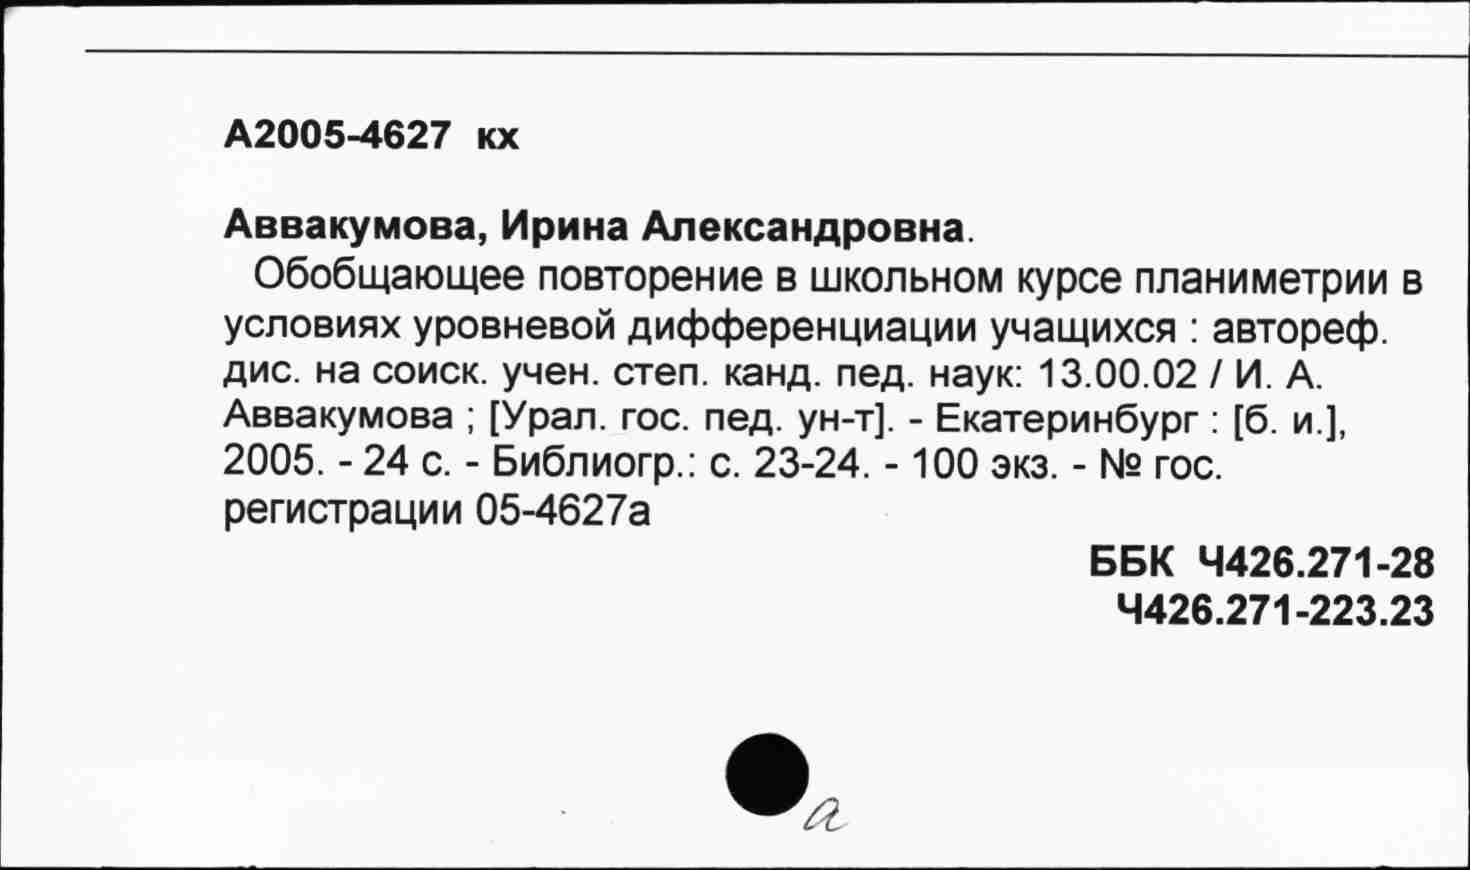 А2005-4627 кх
Аввакумова, Ирина Александровна.
Обобщающее повторение в школьном курсе планиметрии в
условиях уровневой дифференциации учащихся : автореф.
дис. на соиск. учен. степ. канд. пед. наук: 13.00.02 / И. А.
Аввакумова ; [Урал. гос. пед. ун-т]. - Екатеринбург : [б. и.],
2005. - 24 с. - Библиогр.: с. 23-24. - 100 экз. - № гос.
регистрации 05-4627а
ББК Ч426.271-28
Ч426.271-223.23
а